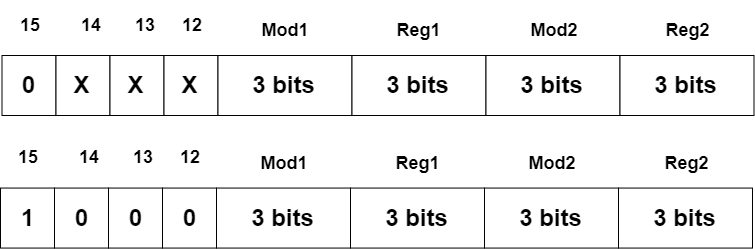 15 14 13 12 Mod1 Reg1 Mod2 Reg2
0 X X X 3 bits 3 bits 3 bits 3 bits
15 14 13 12 Mod1 Reg1 Mod2 Reg2
1 0 0 0 3 bits 3 bits 3 bits 3 bits